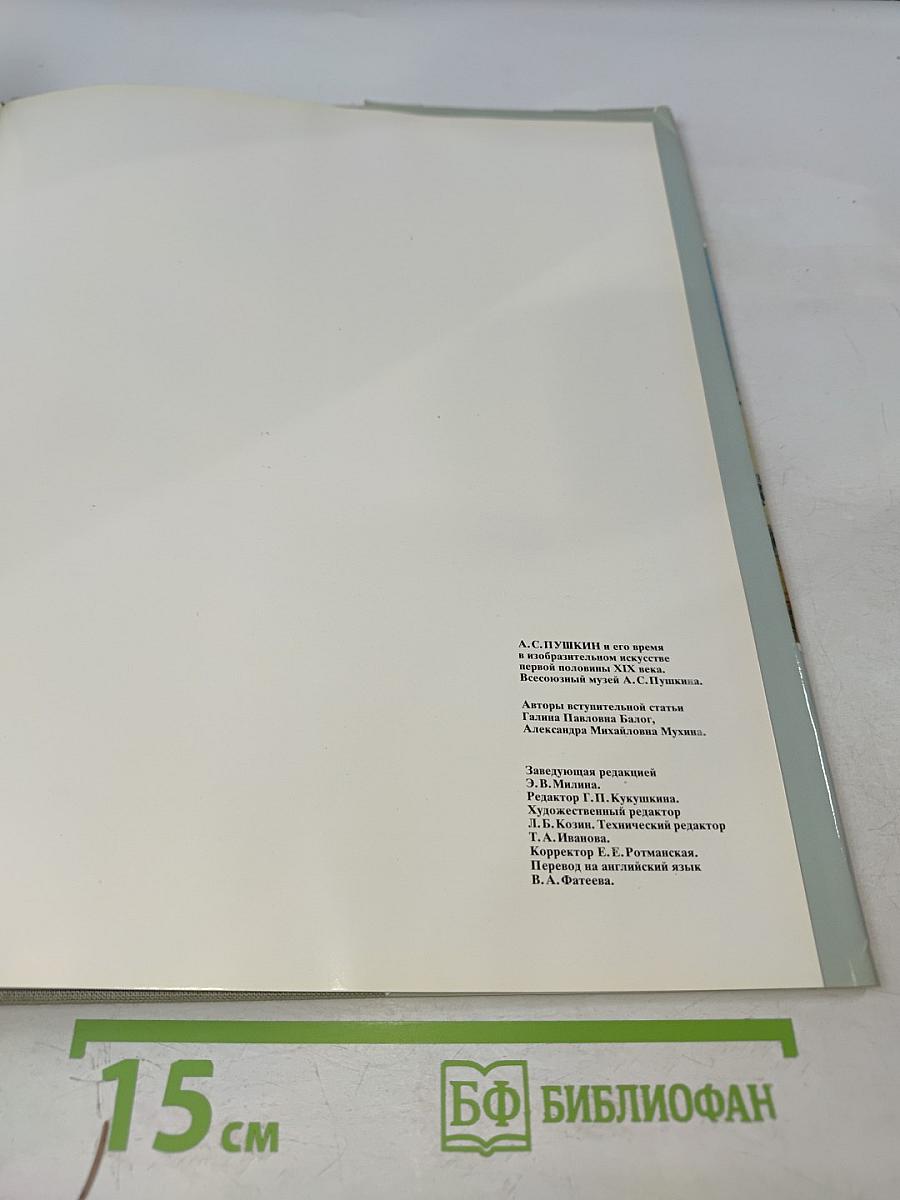 А.С.ПУШКИН и его время
в изобразительном искусстве
первой половины XIX века.
Всесоюзный музей А.С.Пушкина.
Авторы вступительной статьи
Галина Павловна Балог,
Александра Михайловна Мухина.
Заведующая редакцией
Э.В.Милина.
Редактор Г.П.Кукушкина.
Художественный редактор
Л.Б.Козин. Технический редактор
Т.А.Иванова.
Корректор Е.Е.Ротманская.
Перевод на английский язык
В.А.Фатеева.
15 см
БФ БИБЛИОФАН